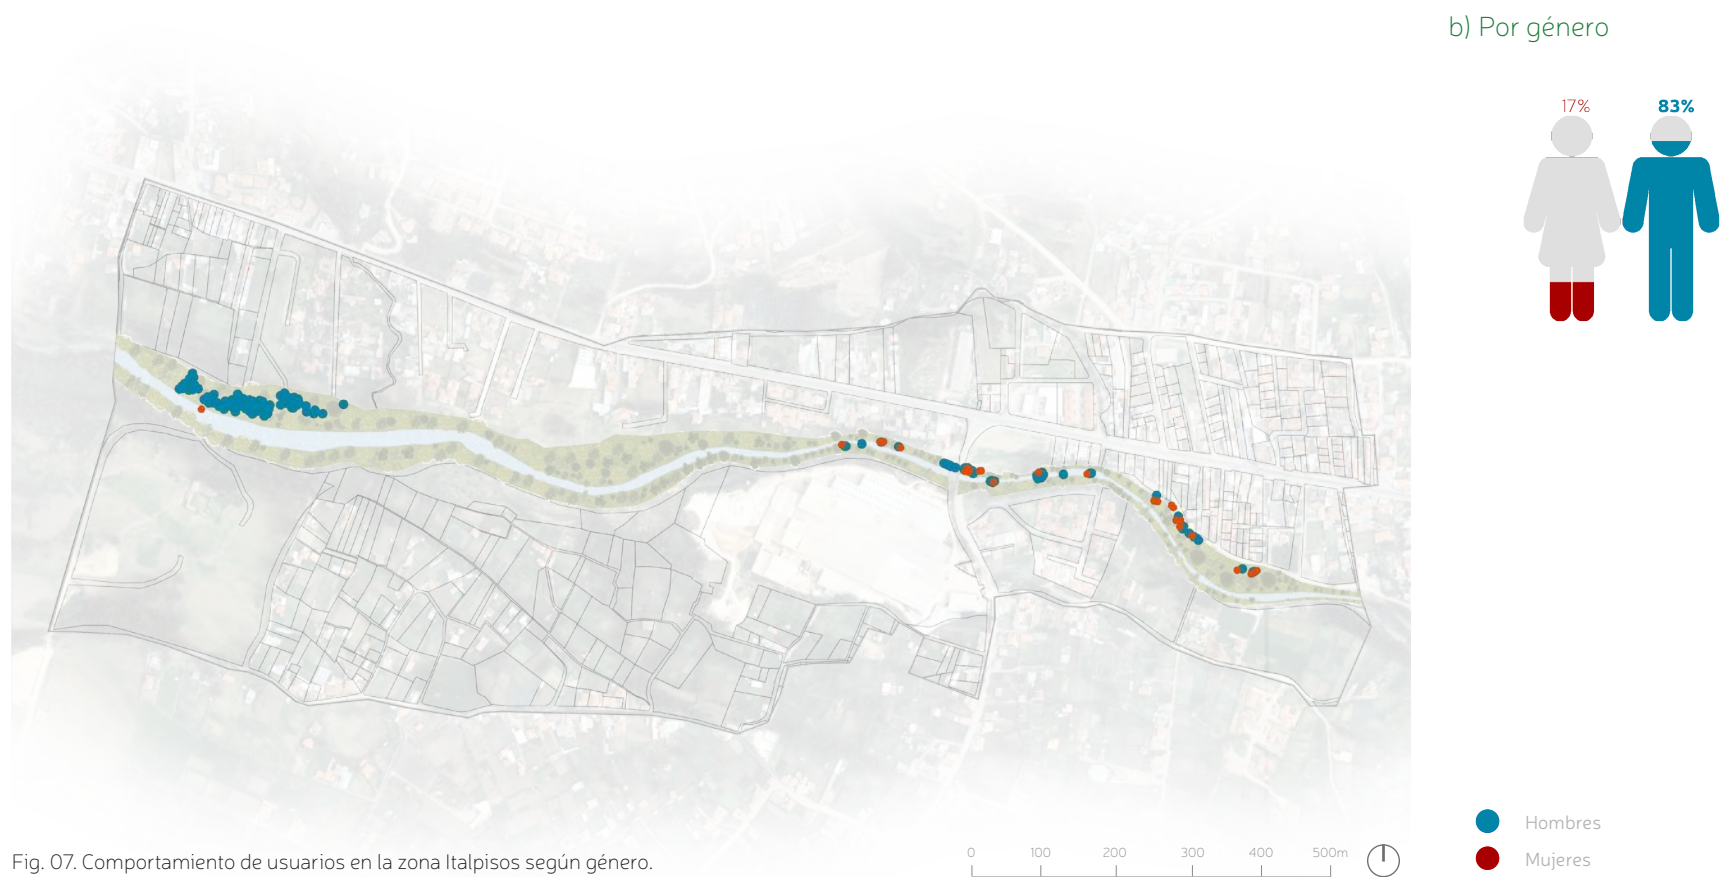 b) Por género
17%
83%
Hombres
Mujeres
Fig. 07. Comportamiento de usuarios en la zona Italpisos según género.
0 100 200 300 400 500m